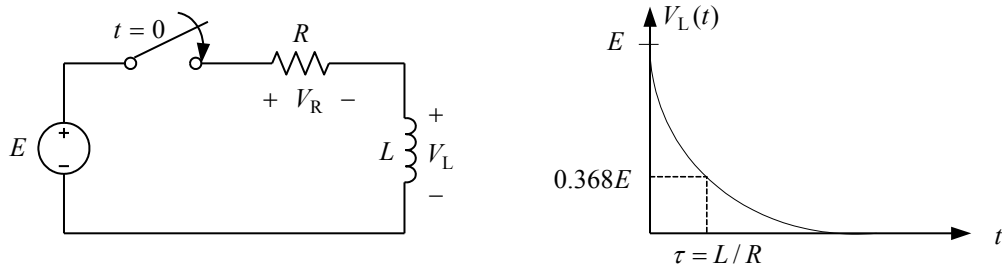 t = 0
R
+ V_R −
E
+
−
L
+
V_L
−
V_L(t)
E
0.368E
τ = L / R
t